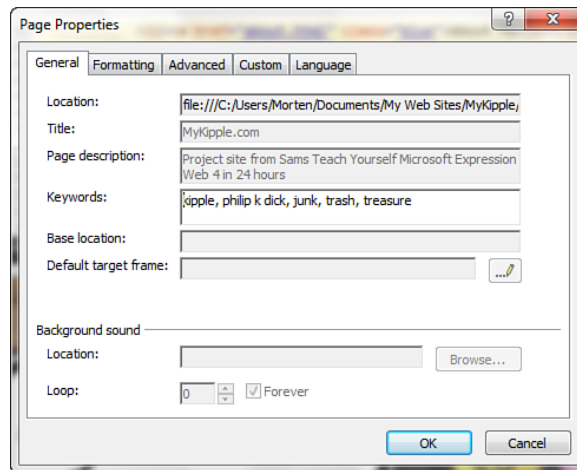 Page Properties
General Formatting Advanced Custom Language
Location: file:///C:/Users/Morten/Documents/My Web Sites/MyKipple/
Title: MyKipple.com
Page description: Project site from Sams Teach Yourself Microsoft Expression
Web 4 in 24 hours
Keywords: kipple, philip k dick, junk, trash, treasure
Base location:
Default target frame:
Background sound
Location: Browse...
Loop: 0 Forever
OK Cancel